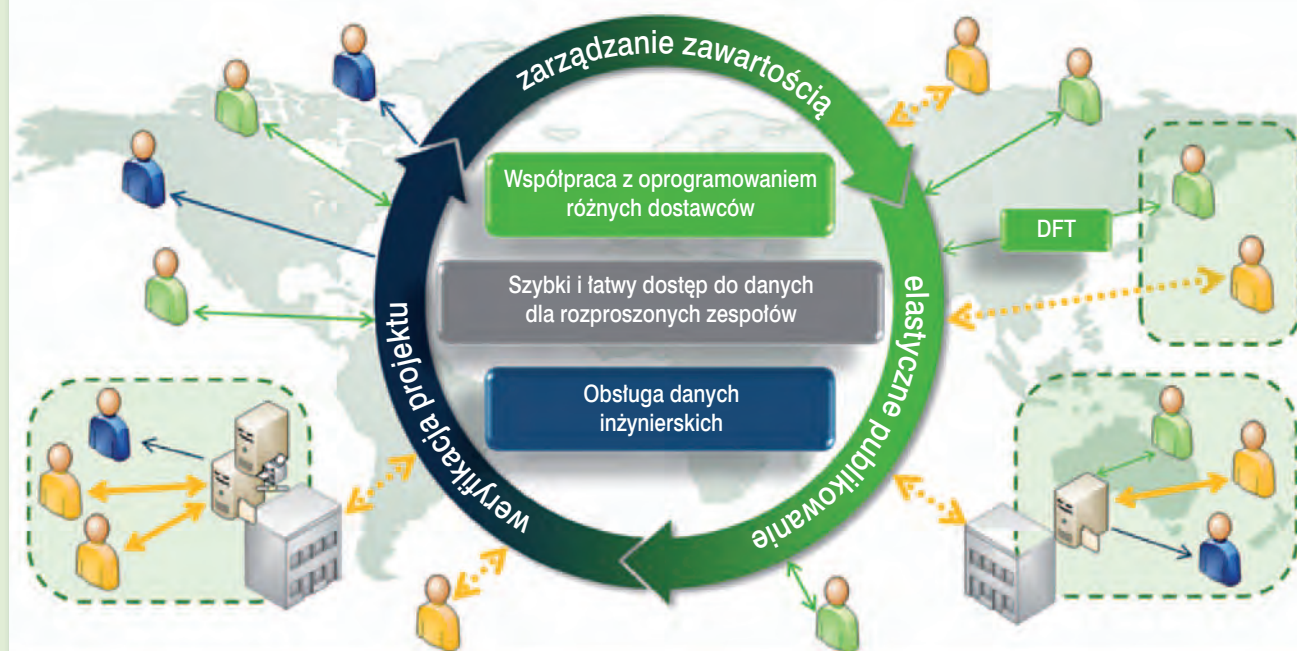 zarządzanie zawartością
Współpraca z oprogramowaniem
różnych dostawców
DFT
Szybki i łatwy dostęp do danych
dla rozproszonych zespołów
Obsługa danych
inżynierskich
elastyczne publikowanie
weryfikacja projektu